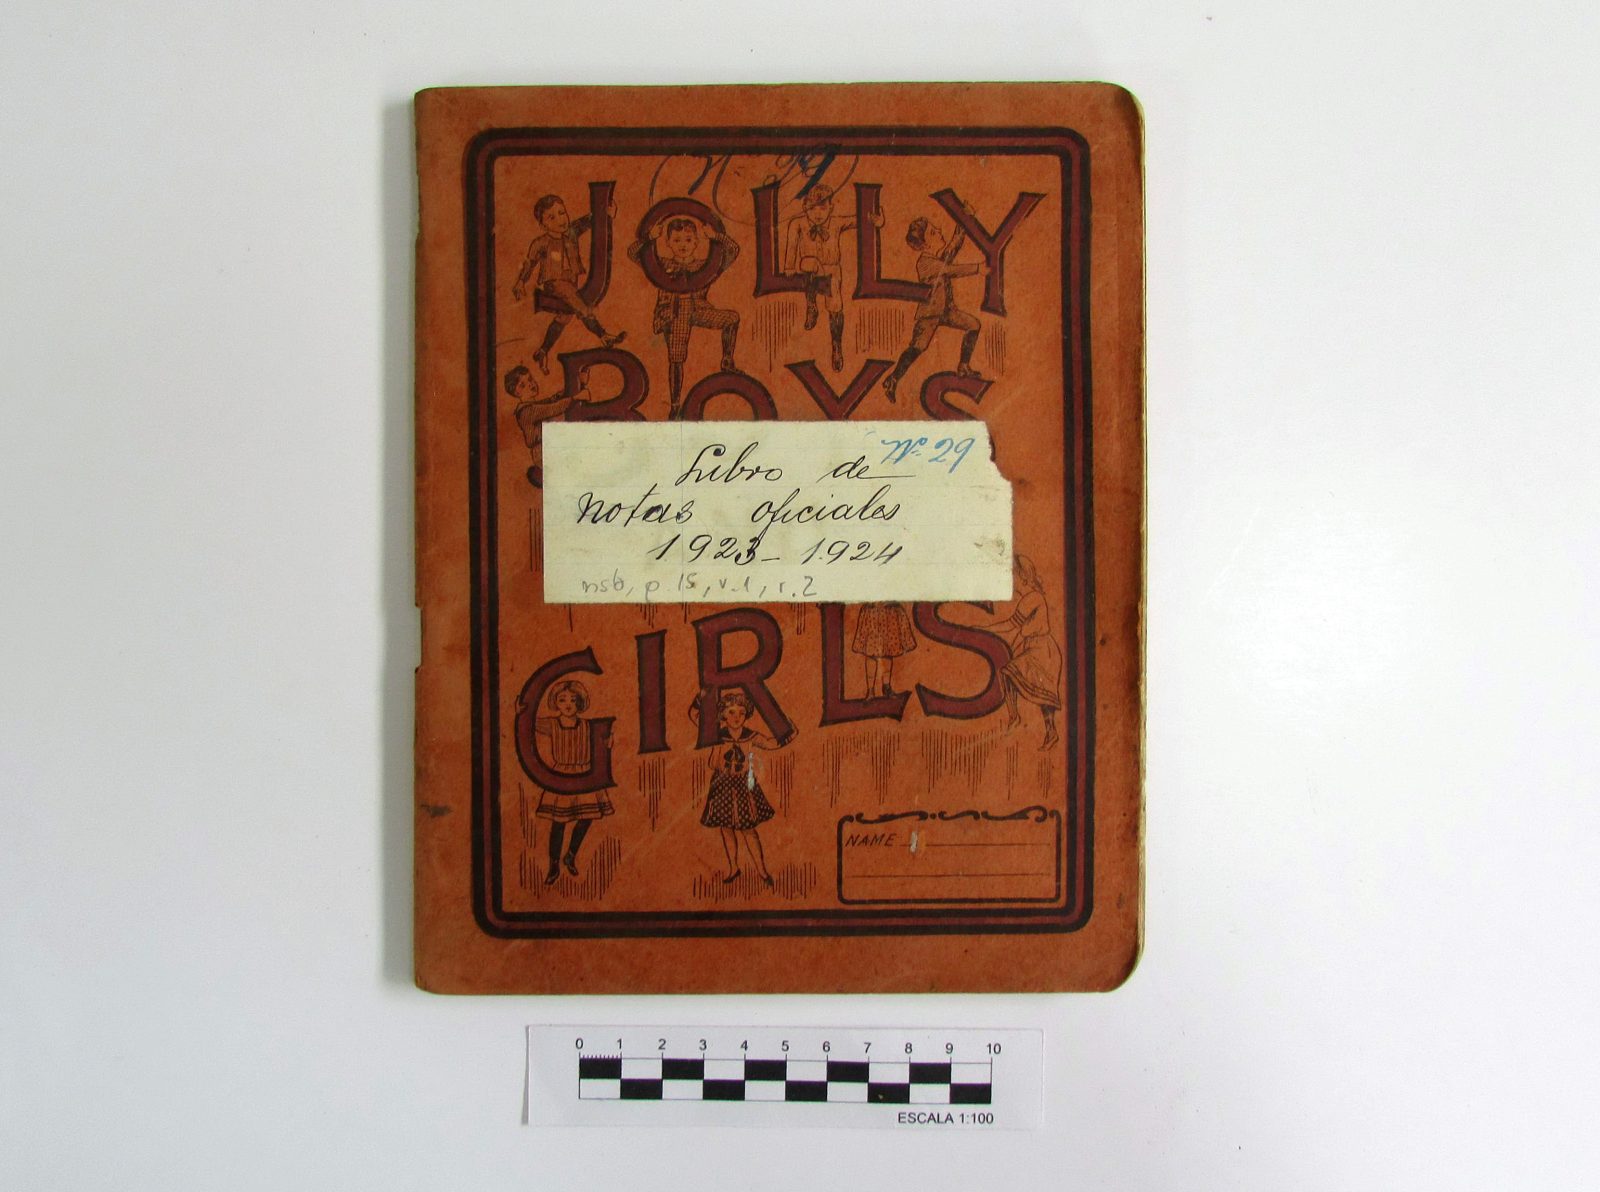 JOLLY
BOYS
Nº 29
Libro de
notas oficiales
1923-1924
nsb, p.15, v.1, r.2
GIRLS
NAME
0 1 2 3 4 5 6 7 8 9 10
ESCALA 1:100